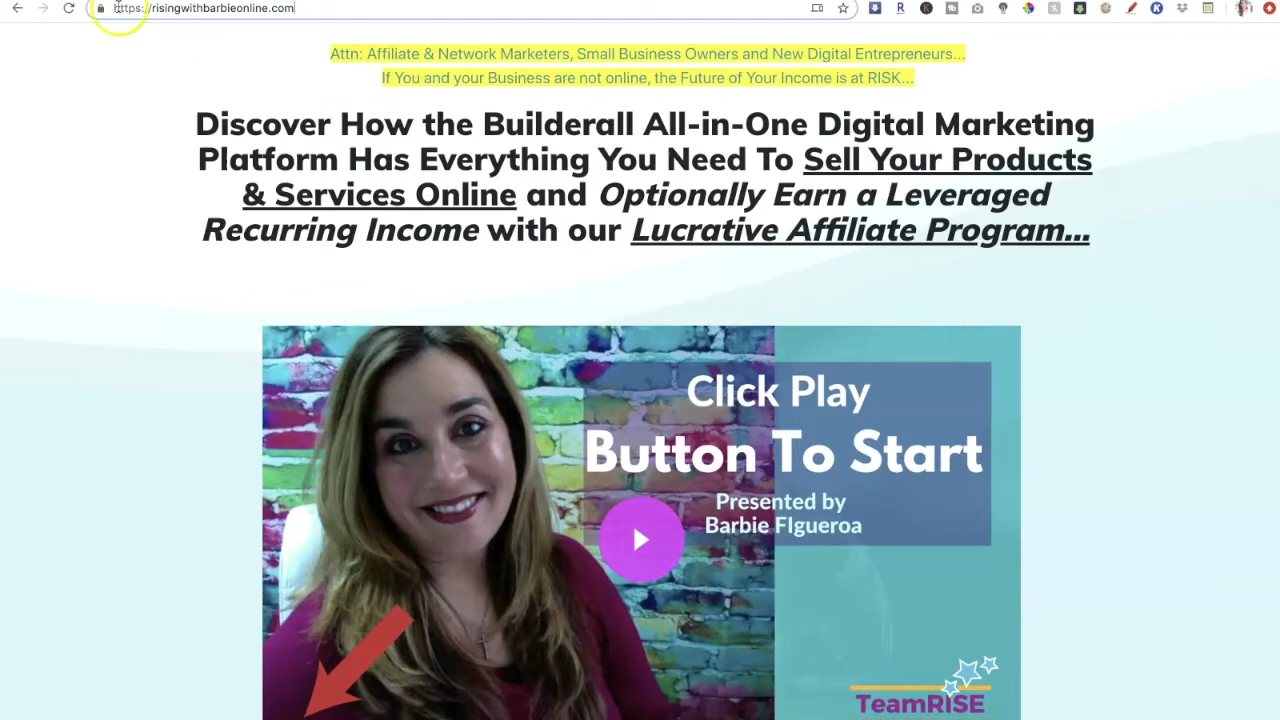 https://risingwithbarbieonline.com
Attn: Affiliate & Network Marketers, Small Business Owners and New Digital Entrepreneurs...
If You and your Business are not online, the Future of Your Income is at RISK...
Discover How the Builderall All-in-One Digital Marketing
Platform Has Everything You Need To Sell Your Products
& Services Online and Optionally Earn a Leveraged
Recurring Income with our Lucrative Affiliate Program...
Click Play
Button To Start
Presented by
Barbie FIgueroa
TeamRISE